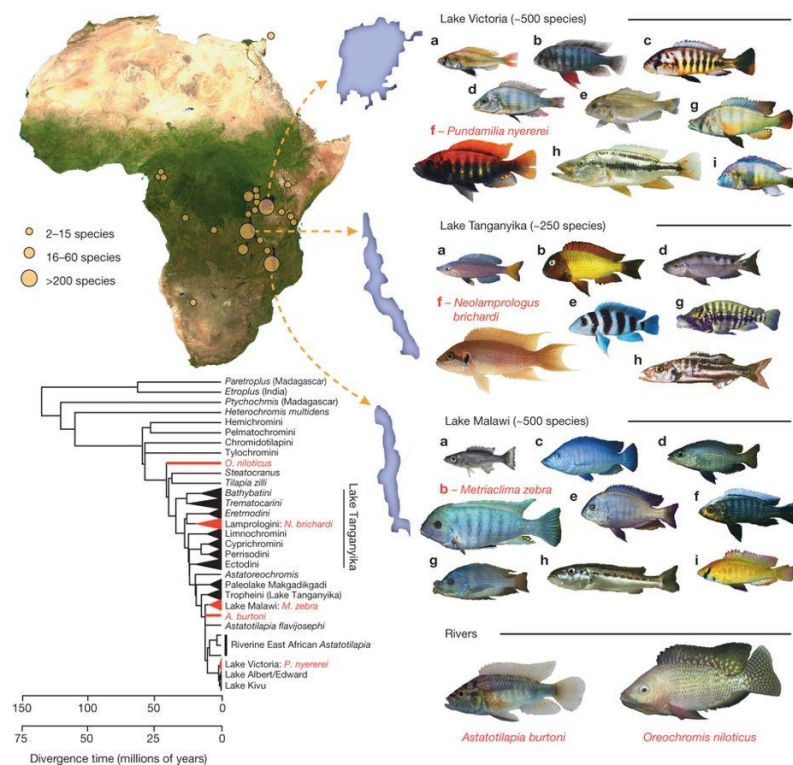 Lake Victoria (~500 species)
a
b
c
d
e
g
f – Pundamilia nyererei
h
i
2–15 species
16–60 species
>200 species
Lake Tanganyika (~250 species)
a
b
d
f – Neolamprologus
brichardi
e
g
h
Paretroplus (Madagascar)
Etroplus (India)
Ptychochmis (Madagascar)
Heterochromis multidens
Hemichromini
Pelmatochromini
Chromidotilapini
Tylochromini
O. niloticus
Steatocranus
Tilapia zilli
Bathybatini
Trematocarini
Eretmodini
Lamprologini: N. brichardi
Limnochromini
Cyprichromini
Perrisodini
Ectodini
Lake Tanganyika
Astatoreochromis
Paleolake Makgadikgadi
Tropheini (Lake Tanganyika)
Lake Malawi: M. zebra
A. burtoni
Astatotilapia flavijosephi
Riverine East African Astatotilapia
Lake Victoria: P. nyererei
Lake Albert/Edward
Lake Kivu
150 100 50 0
75 50 25 0
Divergence time (millions of years)
Lake Malawi (~500 species)
a
c
d
b – Metriaclima zebra
e
f
g
h
i
Rivers
Astatotilapia burtoni
Oreochromis niloticus